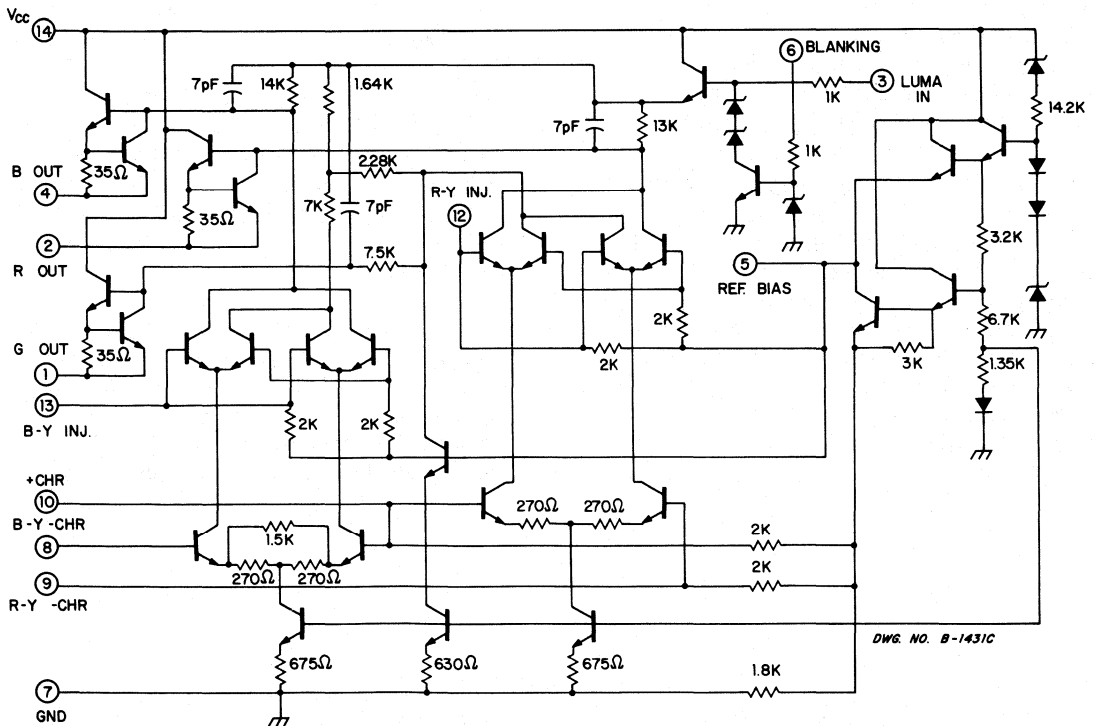 VCC
14
6 BLANKING
7pF
14K
1.64K
3 LUMA IN
1K
14.2K
7pF
13K
1K
B OUT
35Ω
4
2.28K
R-Y INJ.
12
35Ω
7K
7pF
3.2K
2
R OUT
7.5K
5
REF. BIAS
2K
6.7K
G OUT
35Ω
2K
3K
1.35K
1
13
B-Y INJ.
2K
2K
+CHR
10
270Ω
270Ω
B-Y-CHR
8
1.5K
2K
270Ω
270Ω
2K
9
R-Y -CHR
DWG. NO. B-1431C
675Ω
630Ω
675Ω
1.8K
7
GND